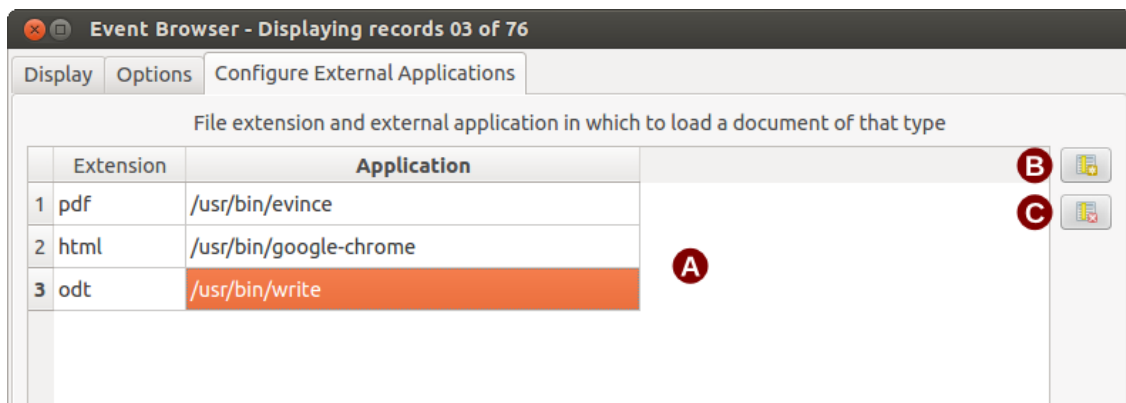 Event Browser - Displaying records 03 of 76
Display Options Configure External Applications
File extension and external application in which to load a document of that type
Extension Application B
1 pdf /usr/bin/evince C
2 html /usr/bin/google-chrome A
3 odt /usr/bin/write